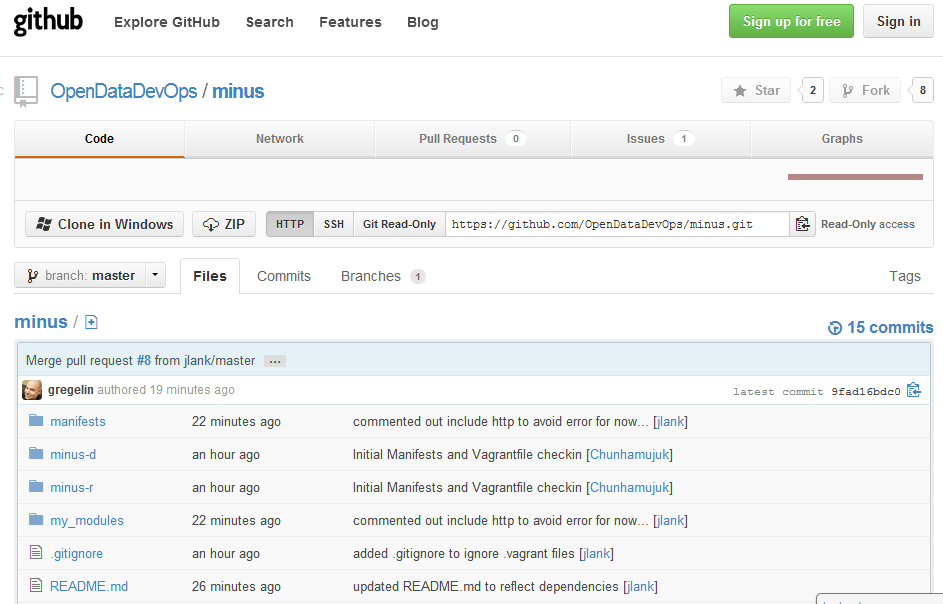 github Explore GitHub Search Features Blog Sign up for free Sign in
OpenDataDevOps / minus Star 2 Fork 8
Code Network Pull Requests 0 Issues 1 Graphs
Clone in Windows ZIP HTTP SSH Git Read-Only https://github.com/OpenDataDevOps/minus.git Read-Only access
branch: master Files Commits Branches 1 Tags
minus / 15 commits
Merge pull request #8 from jlank/master ...
gregelin authored 19 minutes ago latest commit 9fad16bdc0
manifests 22 minutes ago commented out include http to avoid error for now... [jlank]
minus-d an hour ago Initial Manifests and Vagrantfile checkin [Chunhamujuk]
minus-r an hour ago Initial Manifests and Vagrantfile checkin [Chunhamujuk]
my_modules 22 minutes ago commented out include http to avoid error for now... [jlank]
.gitignore an hour ago added .gitignore to ignore .vagrant files [jlank]
README.md 26 minutes ago updated README.md to reflect dependencies [jlank]